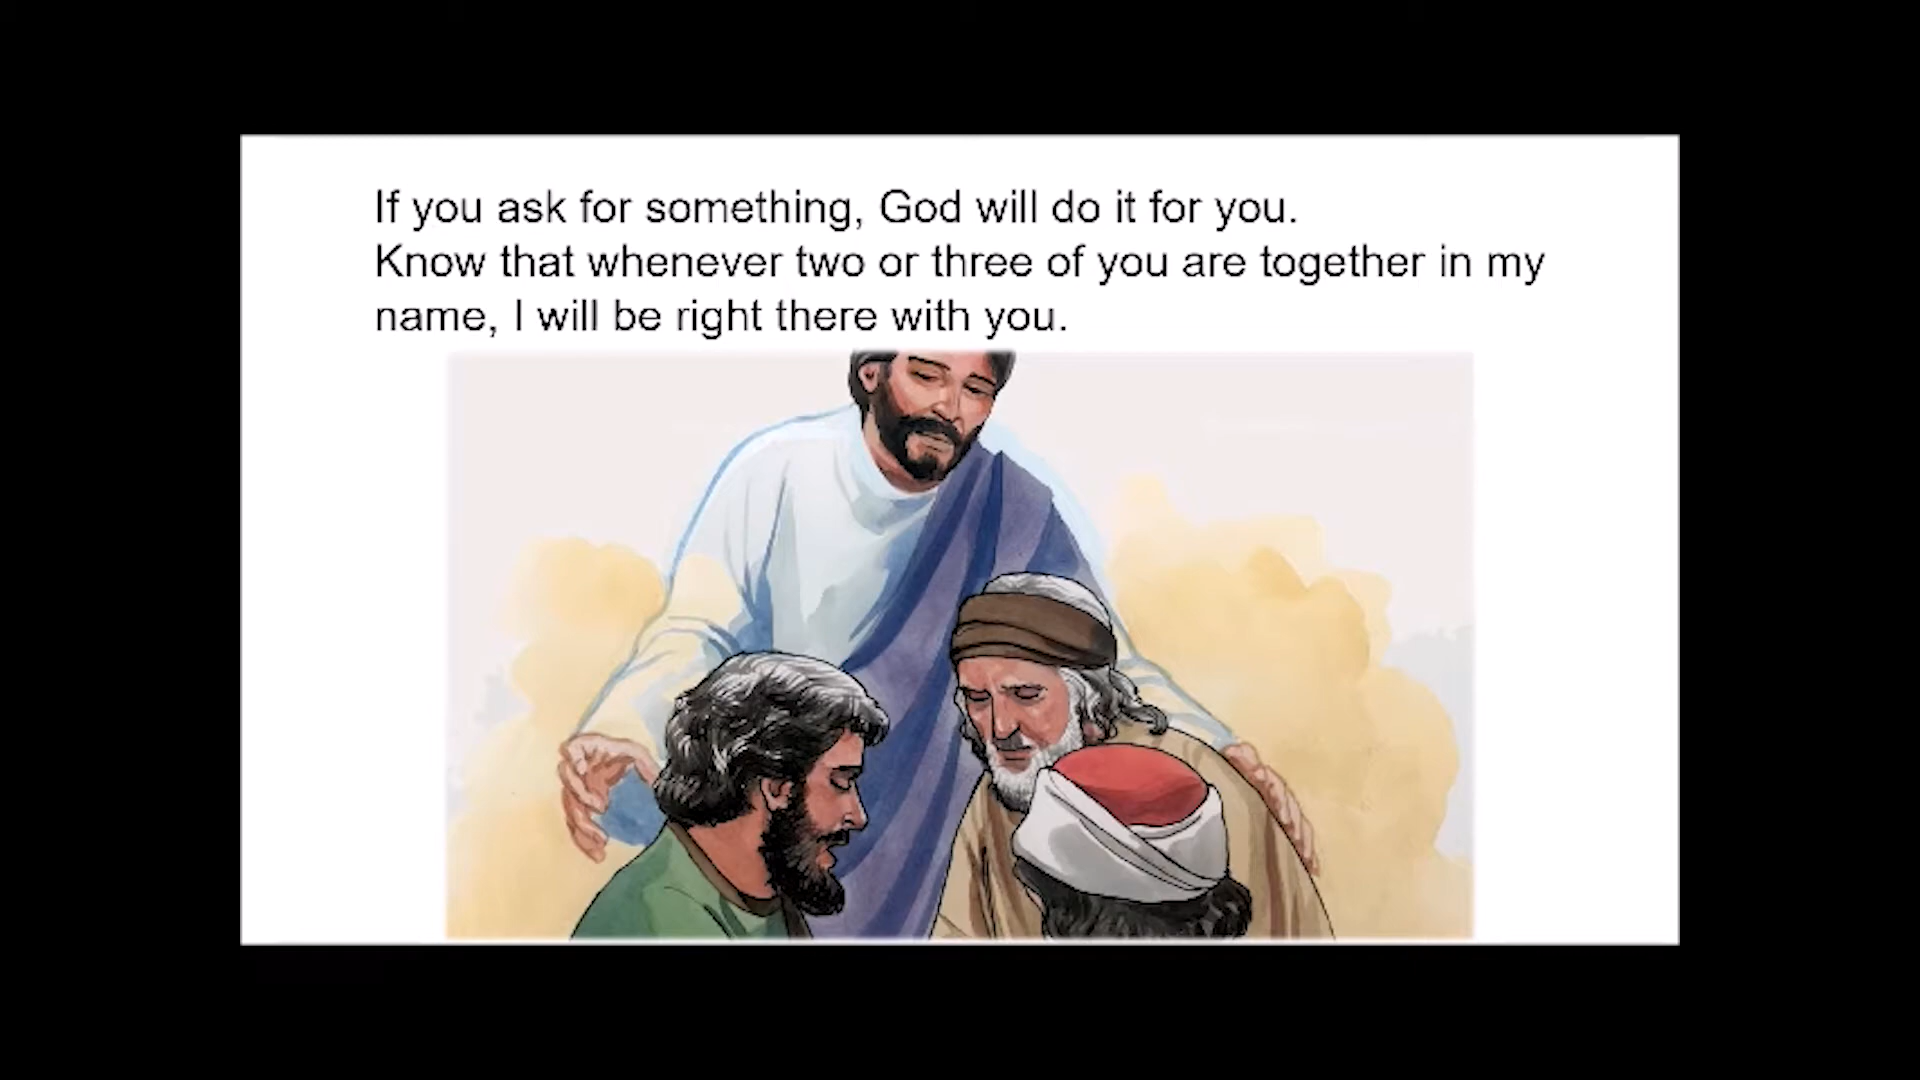 If you ask for something, God will do it for you.
Know that whenever two or three of you are together in my
name, I will be right there with you.